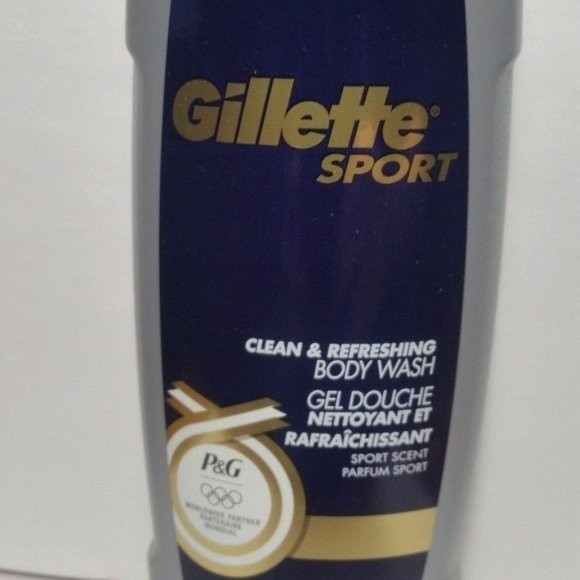 Gillette®
SPORT
CLEAN & REFRESHING
BODY WASH
GEL DOUCHE
NETTOYANT ET
RAFRAÎCHISSANT
SPORT SCENT
PARFUM SPORT
P&G
WORLDWIDE PARTNER
PARTENAIRE
MONDIAL